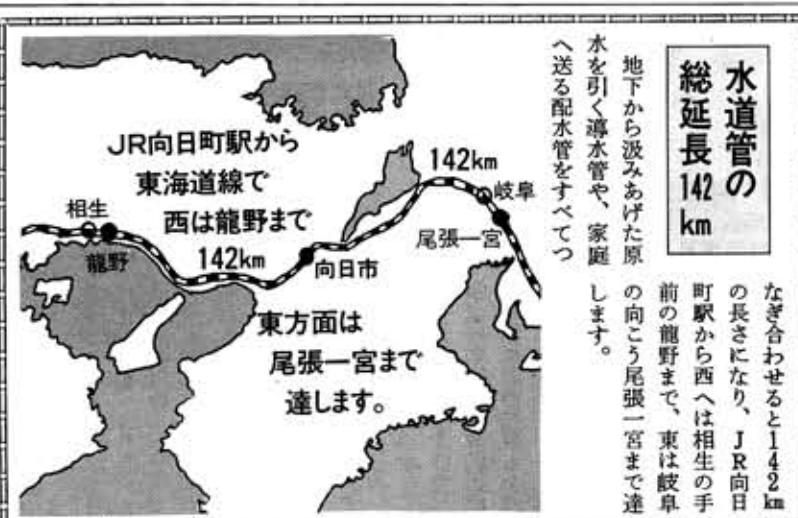 水道管の
総延長142km
地下から汲みあげた原
水を引く導水管や、家庭
へ送る配水管をすべてつ
なぎ合わせると142km
の長さになり、JR向日
町駅から西へは相生の手
前の龍野まで、東は岐阜
の向こう尾張一宮まで達
します。
JR向日町駅から
東海道線で
西は龍野まで
142km
相生
龍野
142km
岐阜
尾張一宮
向日市
東方面は
尾張一宮まで
達します。